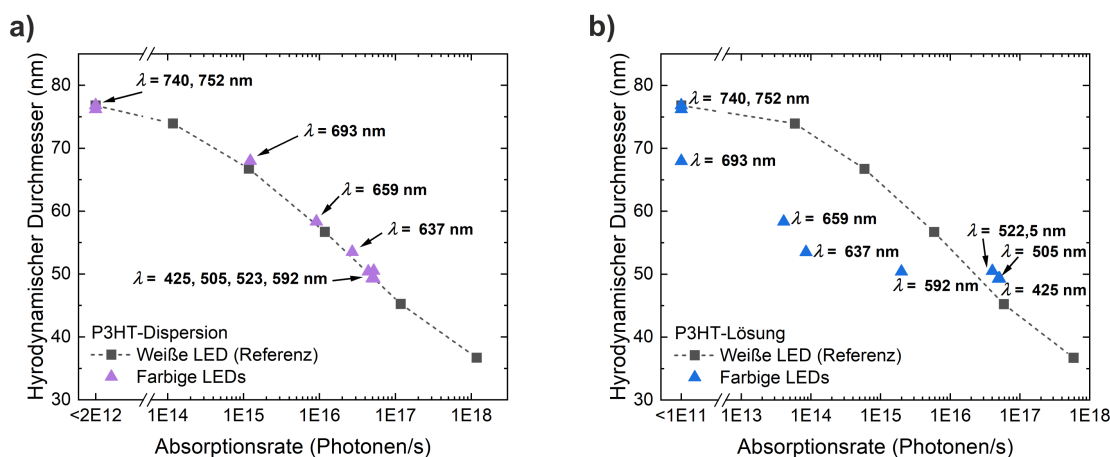 a)
Hyrodynamischer Durchmesser (nm)
80
70
60
50
40
30
λ = 740, 752 nm
λ = 693 nm
λ = 659 nm
λ = 637 nm
λ = 425, 505, 523, 592 nm
P3HT-Dispersion
Weiße LED (Referenz)
Farbige LEDs
<2E12 1E14 1E15 1E16 1E17 1E18
Absorptionsrate (Photonen/s)
b)
Hyrodynamischer Durchmesser (nm)
80
70
60
50
40
30
λ = 740, 752 nm
λ = 693 nm
λ = 659 nm
λ = 637 nm
λ = 522,5 nm
λ = 505 nm
λ = 592 nm
λ = 425 nm
P3HT-Lösung
Weiße LED (Referenz)
Farbige LEDs
<1E11 1E13 1E14 1E15 1E16 1E17 1E18
Absorptionsrate (Photonen/s)